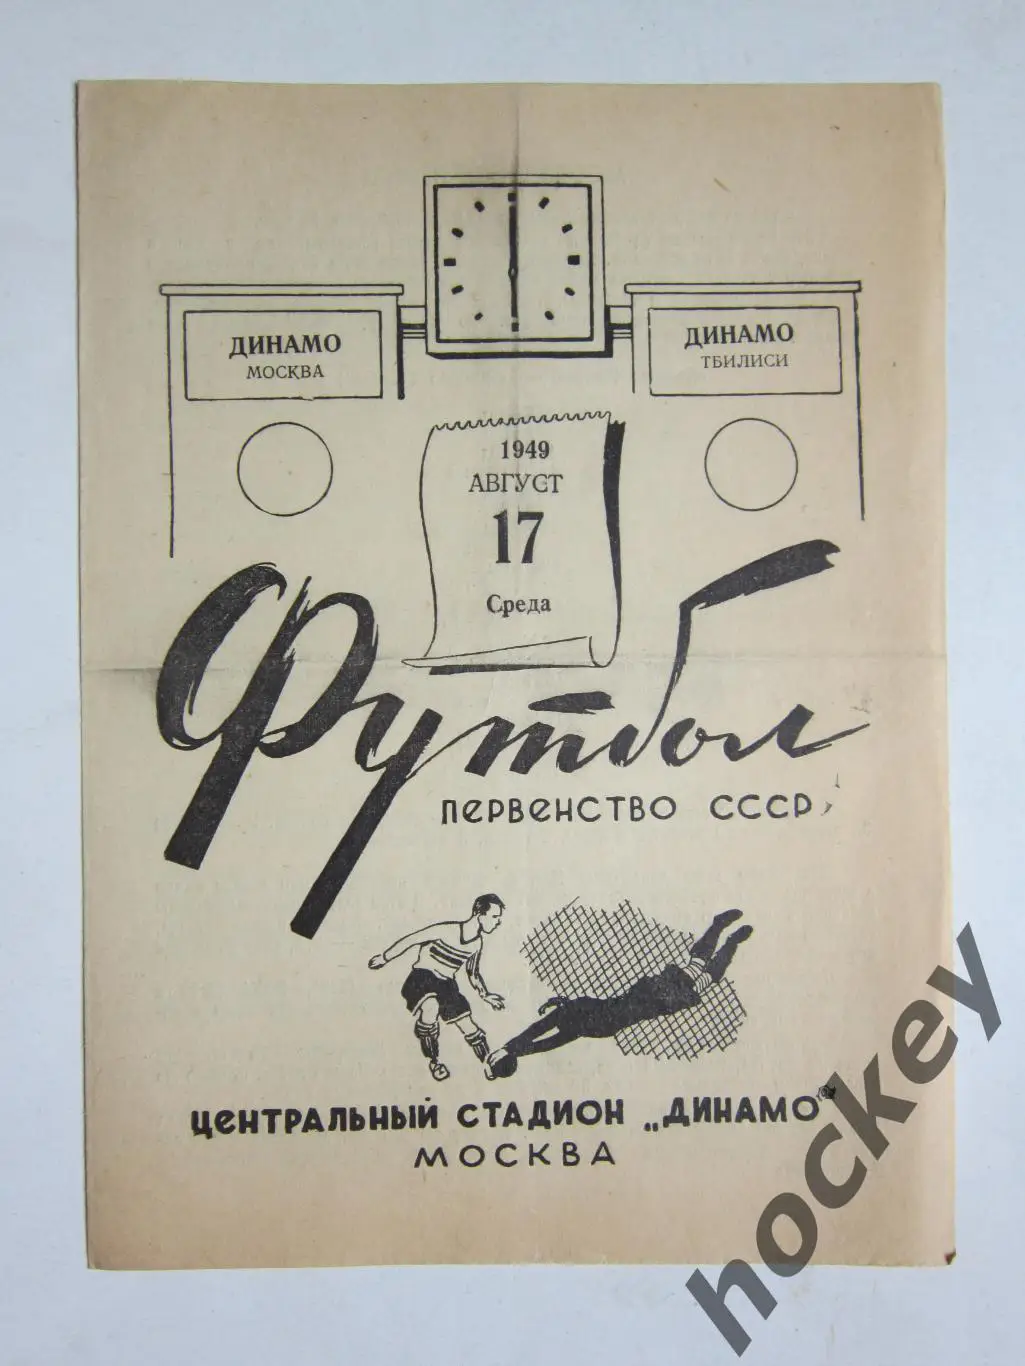 ДИНАМО
МОСКВА
ДИНАМО
ТБИЛИСИ
1949
АВГУСТ
17
Среда
Футбол
ПЕРВЕНСТВО СССР
ЦЕНТРАЛЬНЫЙ СТАДИОН „ДИНАМО"
МОСКВА
hockey